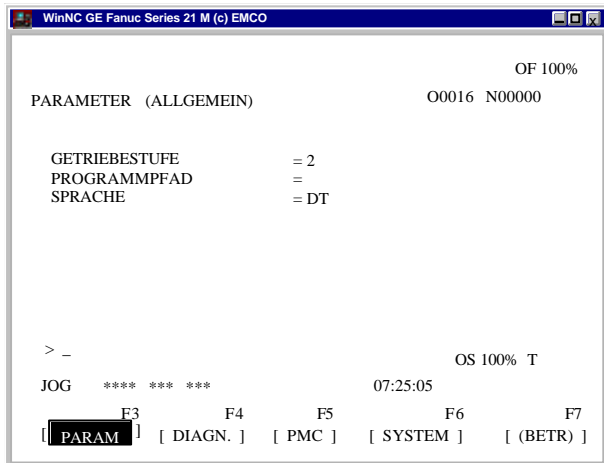 WinNC GE Fanuc Series 21 M (c) EMCO
OF 100%
PARAMETER (ALLGEMEIN) O0016 N00000
GETRIEBESTUFE = 2
PROGRAMMPFAD =
SPRACHE = DT
> _
OS 100% T
JOG **** *** *** 07:25:05
F3 F4 F5 F6 F7
[ PARAM ] [ DIAGN. ] [ PMC ] [ SYSTEM ] [ (BETR) ]